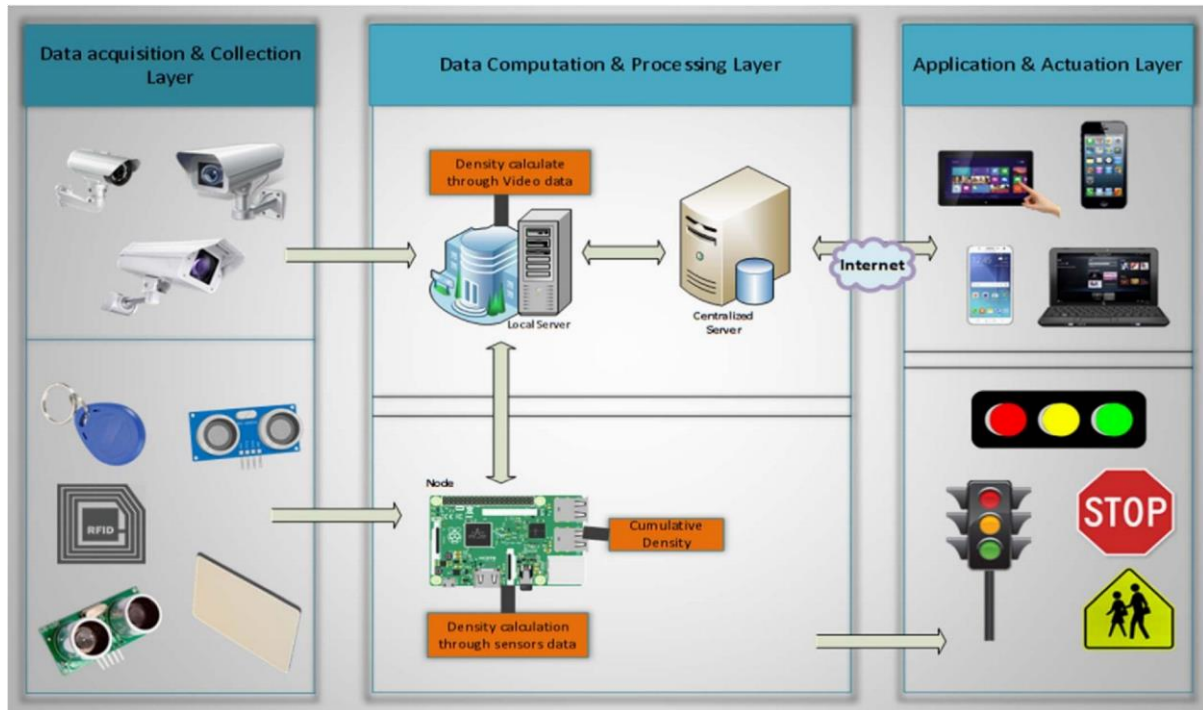 Data acquisition & Collection
Layer
Data Computation & Processing Layer
Application & Actuation Layer
Density calculate
through Video data
Local Server
Centralized
Server
Internet
RFID
Node
Cumulative
Density
Density calculation
through sensors data
STOP